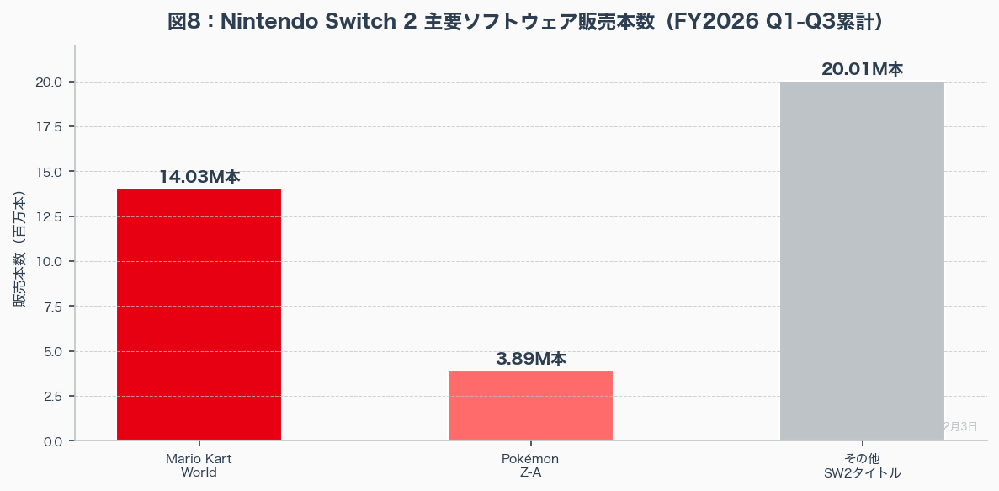 図8：Nintendo Switch 2 主要ソフトウェア販売本数（FY2026 Q1-Q3累計）
販売本数（百万本）
20.0
17.5
15.0
12.5
10.0
7.5
5.0
2.5
0.0
14.03M本
3.89M本
20.01M本
2月3日
Mario Kart
World
Pokémon
Z-A
その他
SW2タイトル